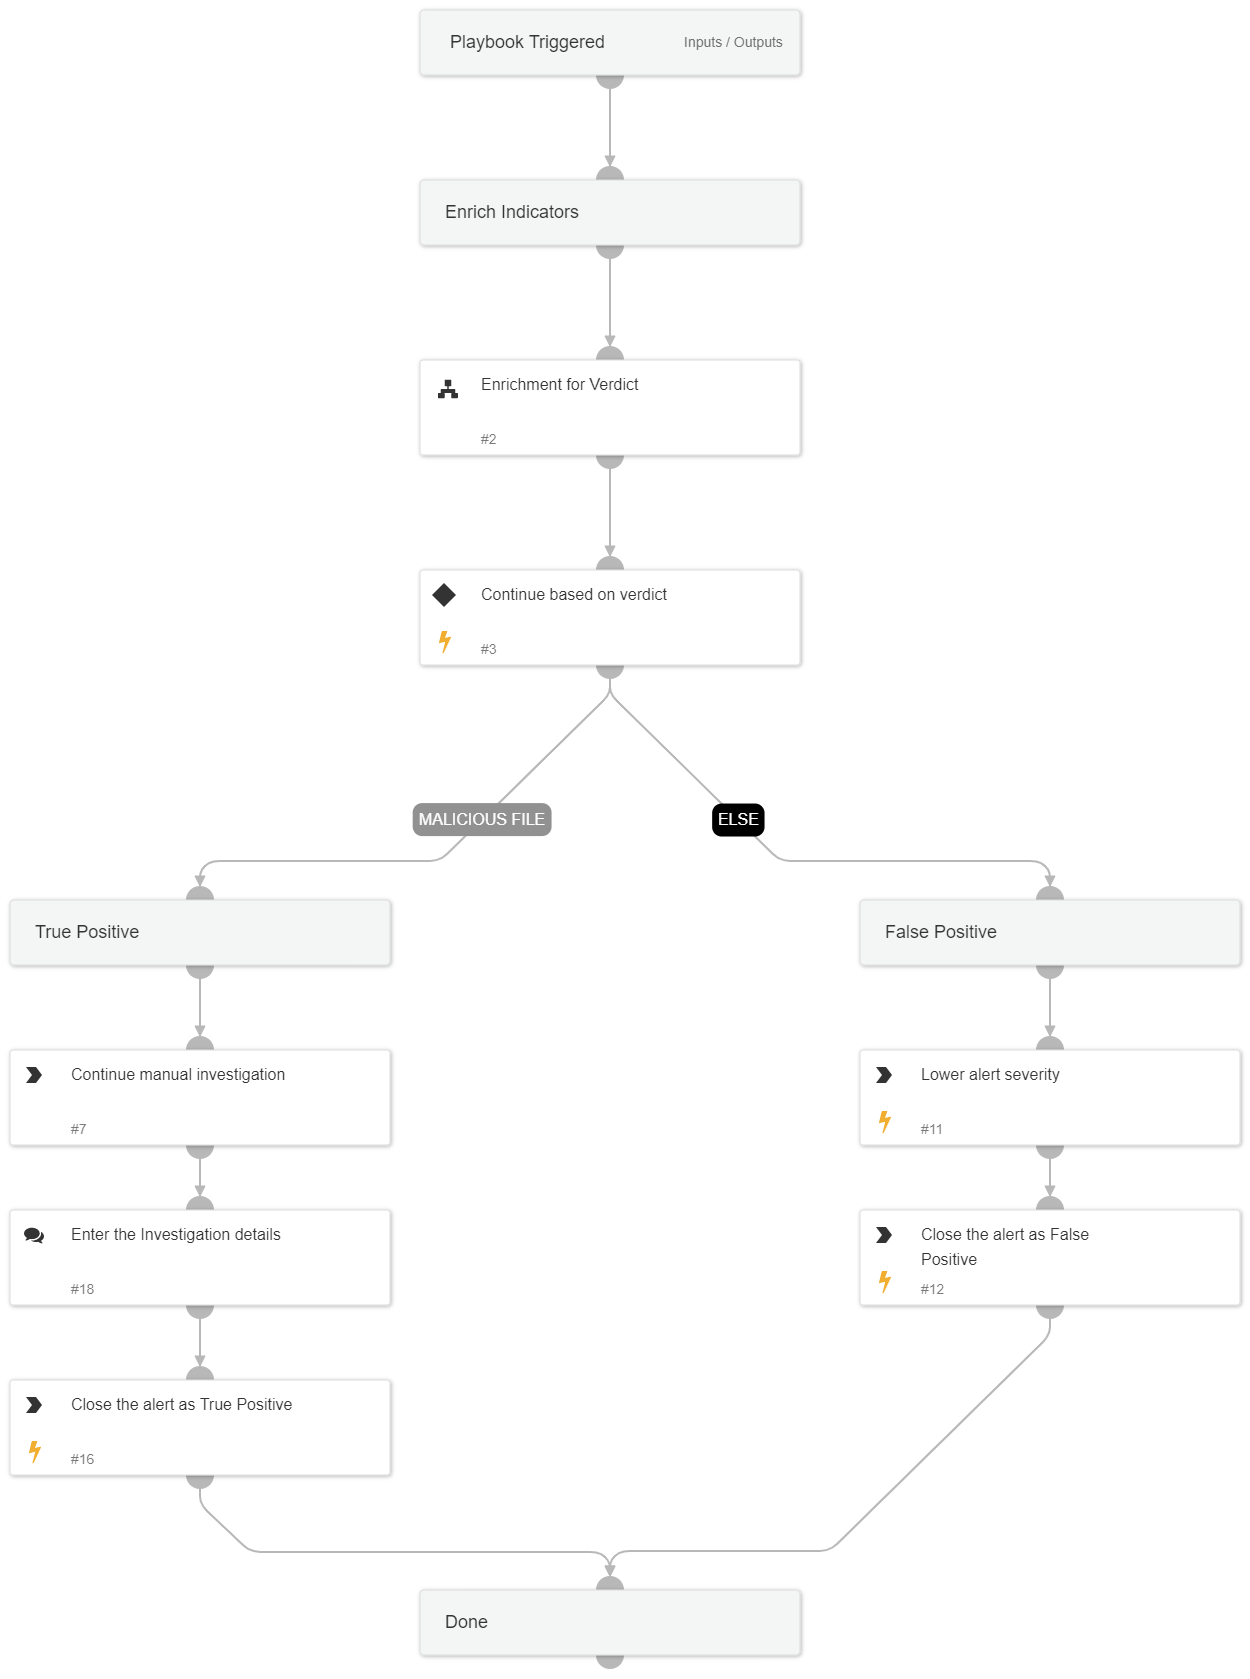 Playbook Triggered
Inputs / Outputs
Enrich Indicators
Enrichment for Verdict
#2
Continue based on verdict
#3
MALICIOUS FILE
ELSE
True Positive
False Positive
Continue manual investigation
#7
Lower alert severity
#11
Enter the Investigation details
#18
Close the alert as False
Positive
#12
Close the alert as True Positive
#16
Done